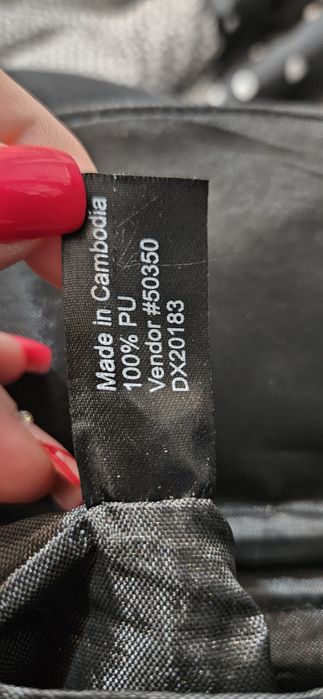 Made in Cambodia
100% PU
Vendor #50350
DX20183